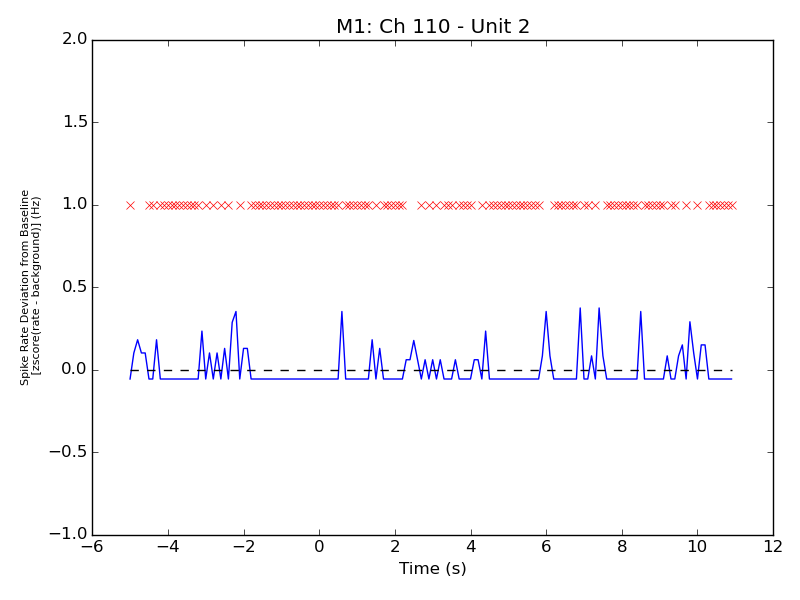 M1: Ch 110 - Unit 2
2.0
1.5
1.0
0.5
0.0
−0.5
−1.0
Spike Rate Deviation from Baseline
[zscore(rate - background)] (Hz)
−6 −4 −2 0 2 4 6 8 10 12
Time (s)